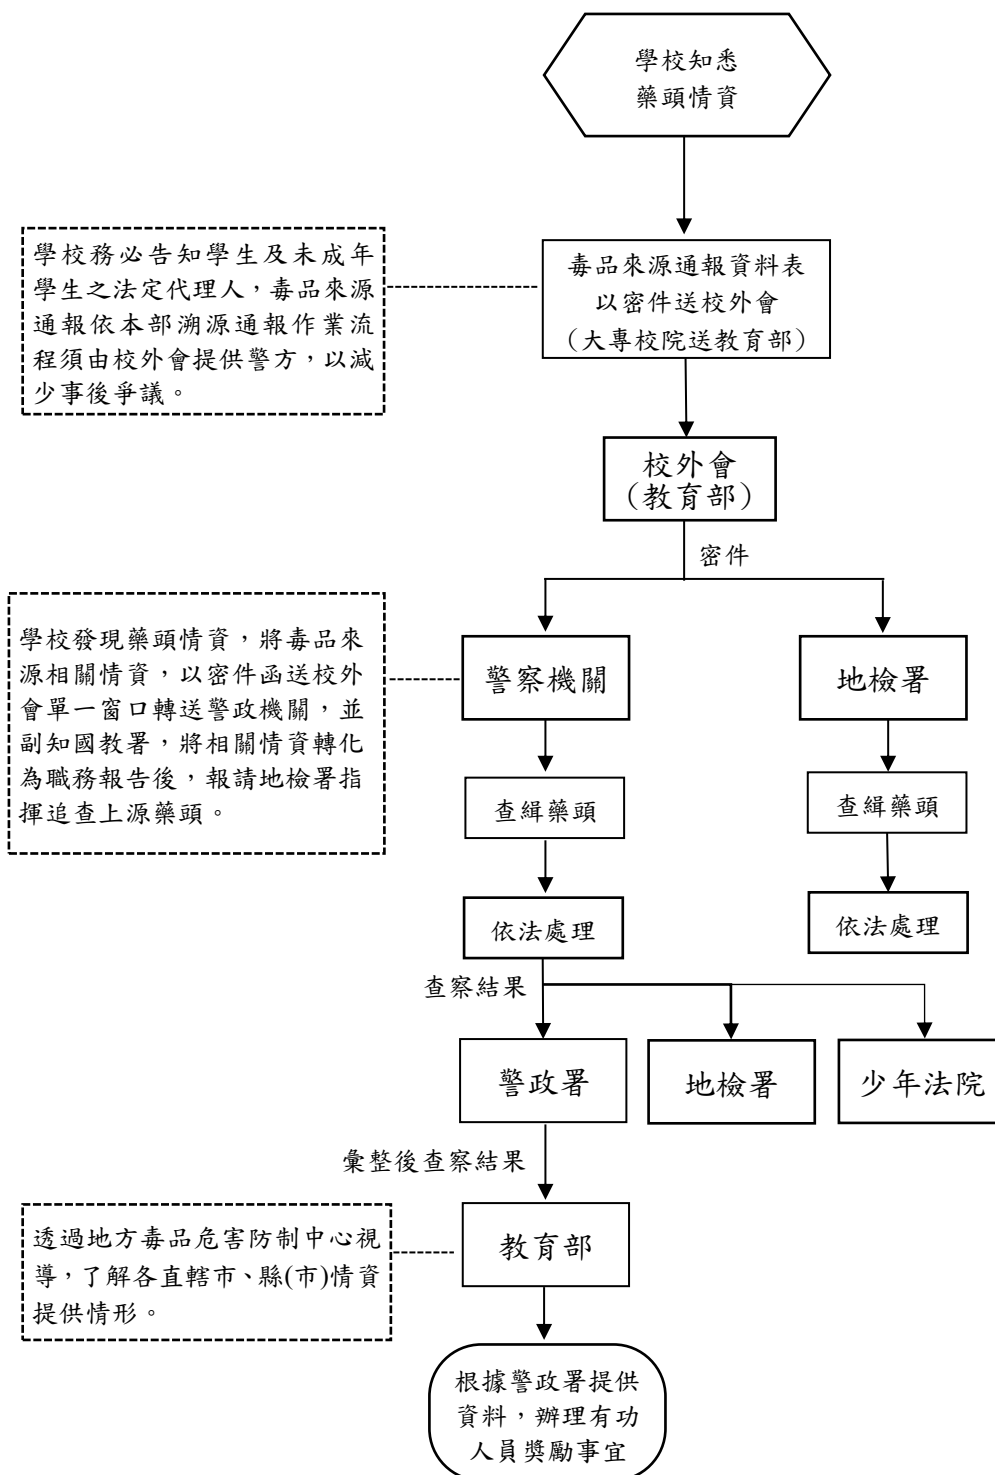 學校知悉
藥頭情資
學校務必告知學生及未成年
學生之法定代理人，毒品來源
通報依本部溯源通報作業流
程須由校外會提供警方，以減
少事後爭議。
毒品來源通報資料表
以密件送校外會
（大專校院送教育部）
校外會
（教育部）
密件
學校發現藥頭情資，將毒品來
源相關情資，以密件函送校外
會單一窗口轉送警政機關，並
副知國教署，將相關情資轉化
為職務報告後，報請地檢署指
揮追查上源藥頭。
警察機關
地檢署
查緝藥頭
查緝藥頭
依法處理
依法處理
查察結果
警政署
地檢署
少年法院
彙整後查察結果
透過地方毒品危害防制中心視
導，了解各直轄市、縣(市)情資
提供情形。
教育部
根據警政署提供
資料，辦理有功
人員獎勵事宜